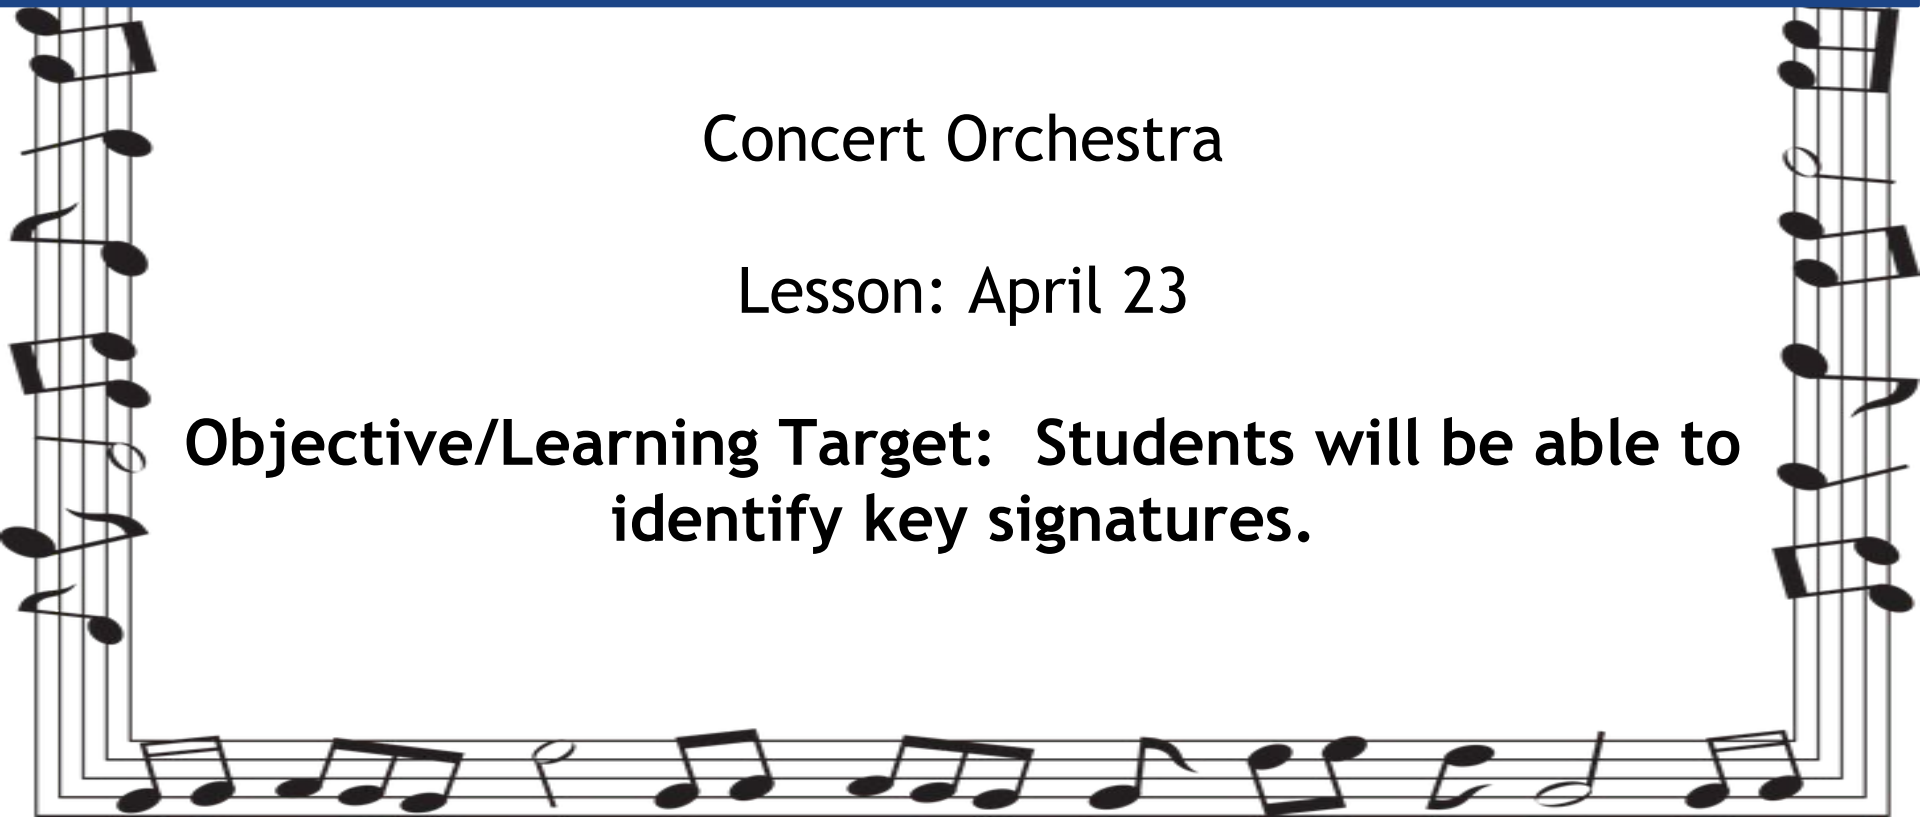 Concert Orchestra
Lesson: April 23
Objective/Learning Target:  Students will be able to
identify key signatures.